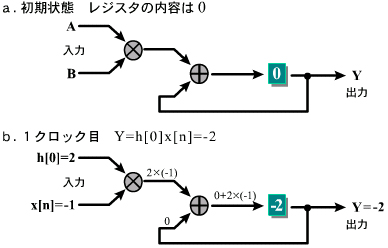 a.初期状態　レジスタの内容は0
A
入力
B
0
Y
出力
b.1クロック目　Y=h[0]x[n]=-2
h[0]=2
2×(-1)
入力
0+2×(-1)
-2
x[n]=-1
Y=-2
0
出力